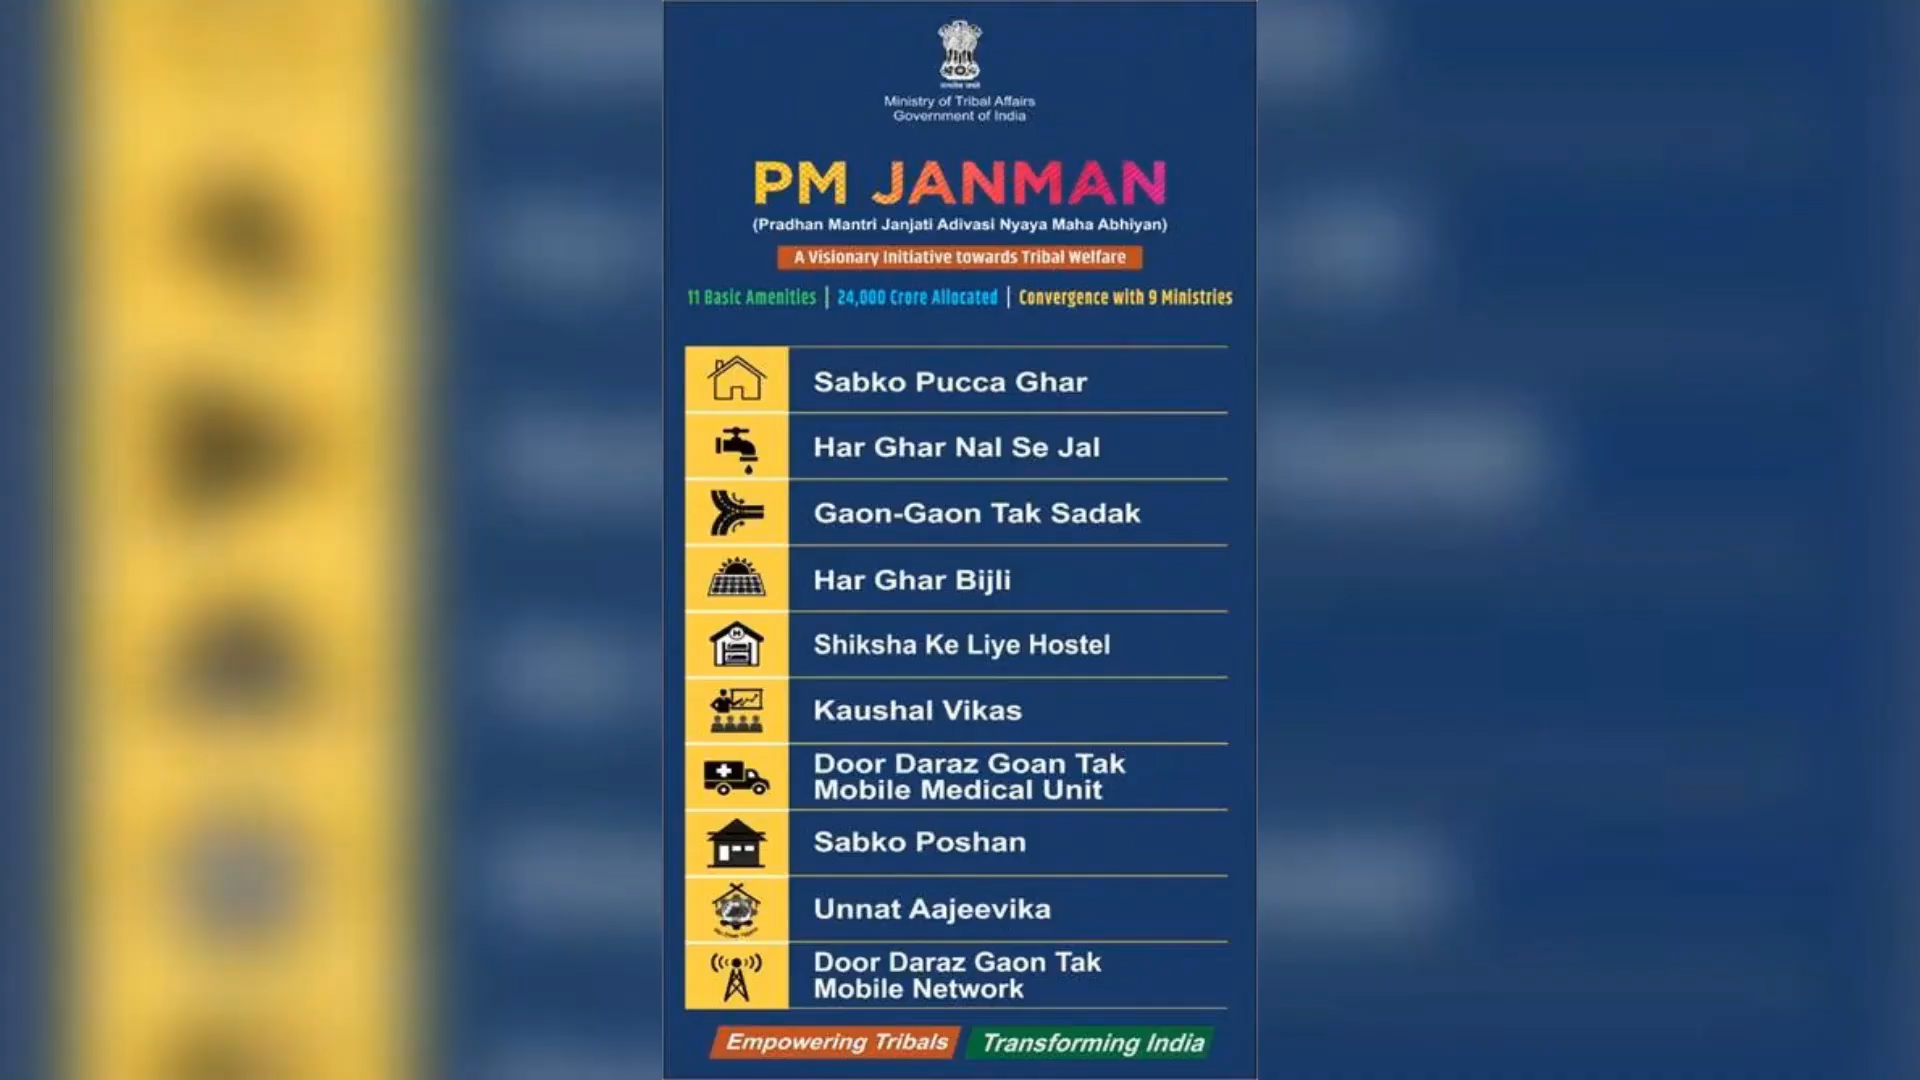 Ministry of Tribal Affairs
Government of India
PM JANMAN
(Pradhan Mantri Janjati Adivasi Nyaya Maha Abhiyan)
A Visionary Initiative towards Tribal Welfare
11 Basic Amenities | 24,000 Crore Allocated | Convergence with 9 Ministries
Sabko Pucca Ghar
Har Ghar Nal Se Jal
Gaon-Gaon Tak Sadak
Har Ghar Bijli
H
Shiksha Ke Liye Hostel
Kaushal Vikas
Door Daraz Goan Tak
Mobile Medical Unit
Sabko Poshan
Unnat Aajeevika
Door Daraz Gaon Tak
Mobile Network
Empowering Tribals Transforming India